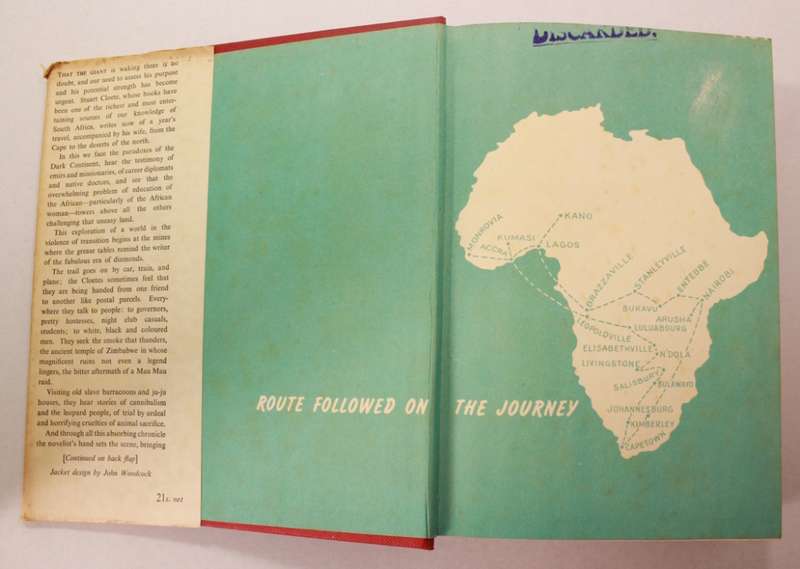 THAT THE GIANT is waking there is no
doubt, and our need to assess his purpose
and his potential strength has become
urgent. Stuart Cloete, whose books have
been one of the richest and most enter-
taining sources of our knowledge of
South Africa, writes now of a year's
travel, accompanied by his wife, from the
Cape to the deserts of the north.
In this we face the paradoxes of the
Dark Continent, hear the testimony of
emirs and missionaries, of career diplomats
and native doctors, and see that the
overwhelming problem of education of
the African—particularly of the African
woman—towers above all the others
challenging that uneasy land.
This exploration of a world in the
violence of transition begins at the mines
where the grease tables remind the writer
of the fabulous era of diamonds.
The trail goes on by car, train, and
plane; the Cloetes sometimes feel that
they are being handed from one friend
to another like postal parcels. Every-
where they talk to people: to governors,
pretty hostesses, night club casuals,
students; to white, black and coloured
men. They seek the smoke that thunders,
the ancient temple of Zimbabwe in whose
magnificent ruins not even a legend
lingers, the bitter aftermath of a Mau Mau
raid.
Visiting old slave barracoons and ju-ju
houses, they hear stories of cannibalism
and the leopard people, of trial by ordeal
and horrifying cruelties of animal sacrifice.
And through all this absorbing chronicle
the novelist's hand sets the scene, bringing
[Continued on back flap]
Jacket design by John Woodcock
21s. net
DISCARDED.
KANO
MONROVIA
KUMASI
ACCRA
LAGOS
BRAZZAVILLE
STANLEYVILLE
ENTEBBE
NAIROBI
BUKAVU
ARUSHA
LEOPOLDVILLE
LULUABOURG
ELISABETHVILLE
N'DOLA
LIVINGSTONE
SALISBURY
BULAWAYO
JOHANNESBURG
KIMBERLEY
CAPETOWN
ROUTE FOLLOWED ON THE JOURNEY